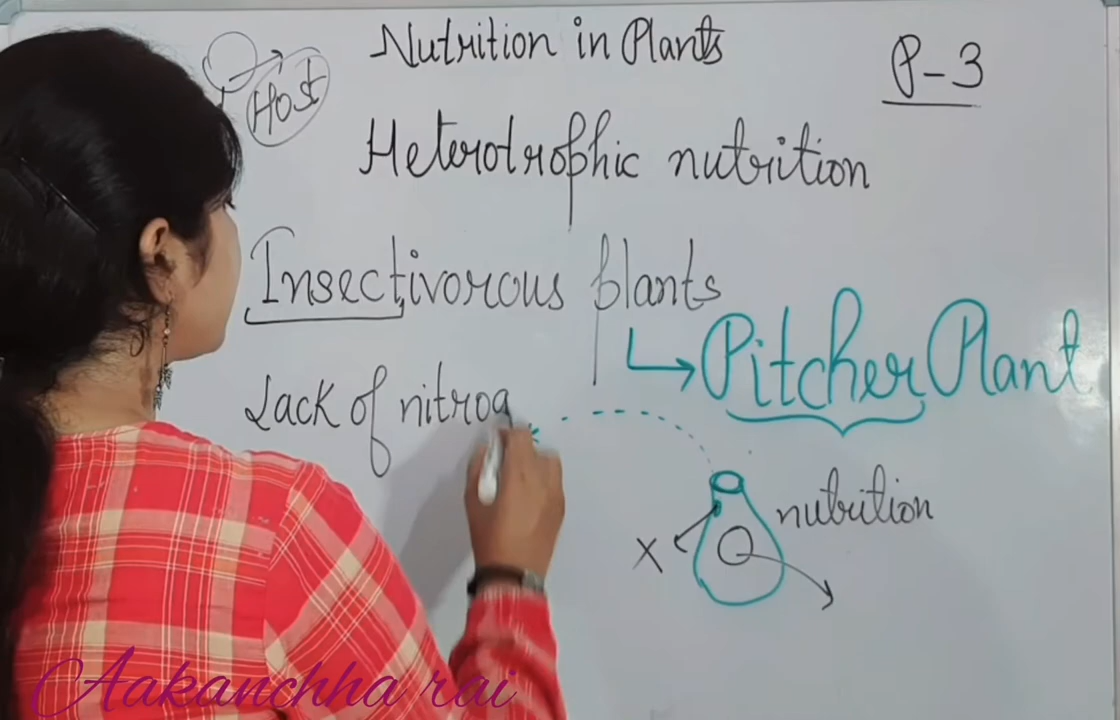 Nutrition in Plants
P-3
Host
Heterotrophic nutrition
Insectivorous plants
Pitcher Plant
Lack of nitrog
nutrition
X
Aakanchha rai